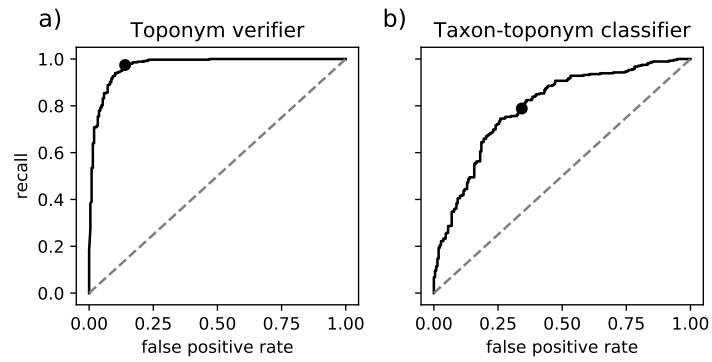 a)
Toponym verifier
b)
Taxon-toponym classifier
1.0
0.8
0.6
0.4
0.2
0.0
recall
0.00
0.25
0.50
0.75
1.00
false positive rate
0.00
0.25
0.50
0.75
1.00
false positive rate